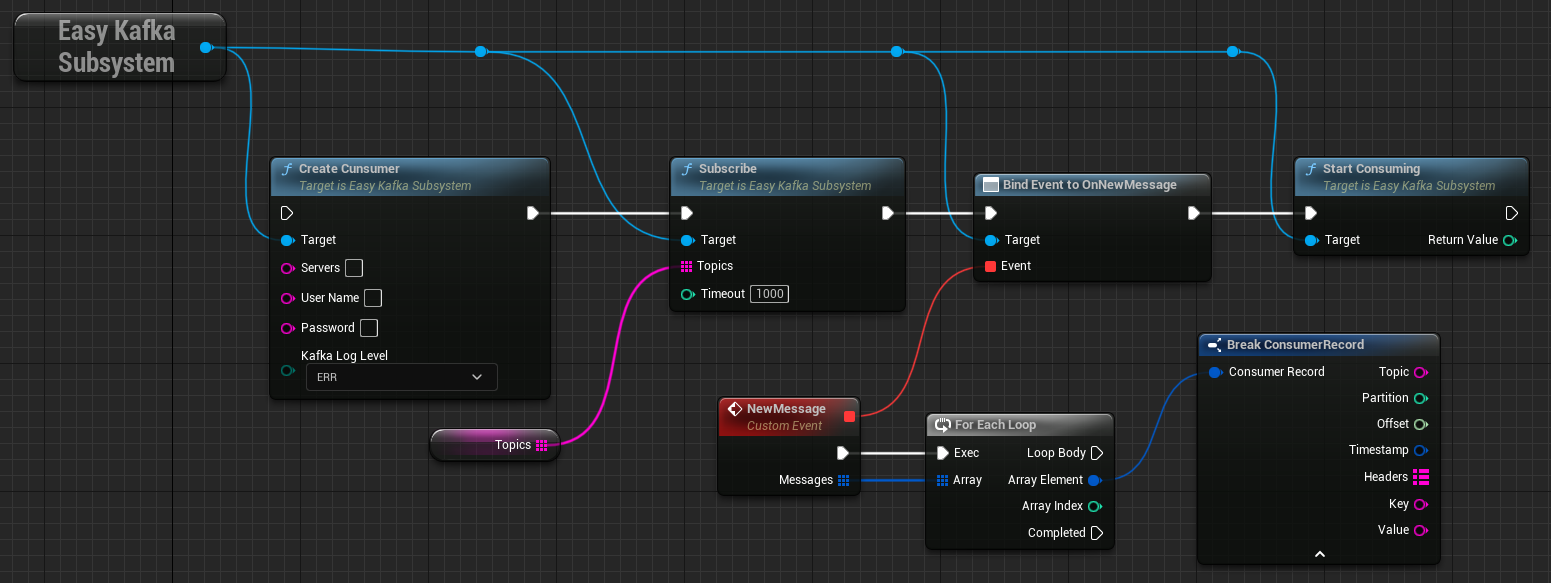 Easy Kafka
Subsystem
Create Cunsumer
Target is Easy Kafka Subsystem
Target
Servers
User Name
Password
Kafka Log Level
ERR
Subscribe
Target is Easy Kafka Subsystem
Target
Topics
Timeout 1000
Bind Event to OnNewMessage
Target
Event
Start Consuming
Target is Easy Kafka Subsystem
Target Return Value
Topics
NewMessage
Custom Event
Messages
For Each Loop
Exec Loop Body
Array Array Element
Array Index
Completed
Break ConsumerRecord
Consumer Record Topic
Partition
Offset
Timestamp
Headers
Key
Value